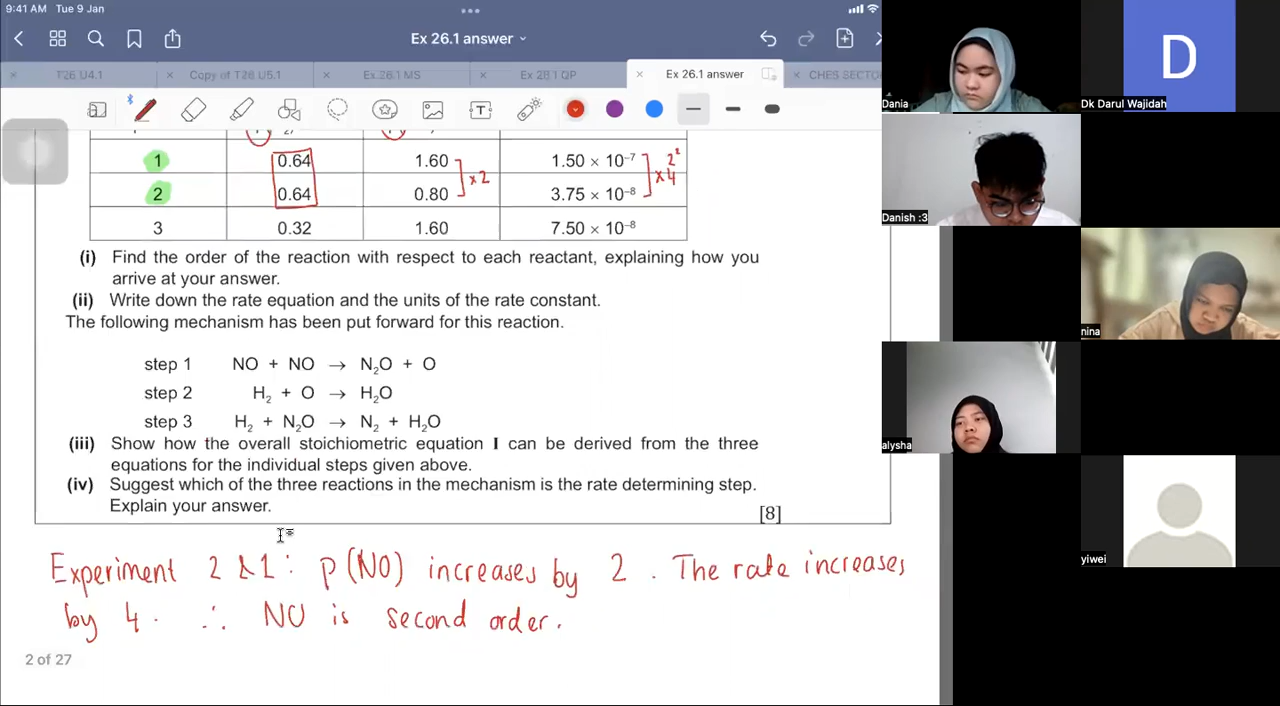 9:41 AM Tue 9 Jan
Ex 26.1 answer
T26 U4.1
Copy of T26 U5.1
Ex.26.1 MS
Ex 26.1 QP
Ex 26.1 answer
CHES SECTOR
1 0.64 1.60 1.50 × 10⁻⁷
×2 2² ×4
2 0.64 0.80 3.75 × 10⁻⁸
3 0.32 1.60 7.50 × 10⁻⁸
(i) Find the order of the reaction with respect to each reactant, explaining how you
arrive at your answer.
(ii) Write down the rate equation and the units of the rate constant.
The following mechanism has been put forward for this reaction.
step 1 NO + NO → N₂O + O
step 2 H₂ + O → H₂O
step 3 H₂ + N₂O → N₂ + H₂O
(iii) Show how the overall stoichiometric equation I can be derived from the three
equations for the individual steps given above.
(iv) Suggest which of the three reactions in the mechanism is the rate determining step.
Explain your answer.
[8]
Experiment 2 & 1 : p (NO) increases by 2 . The rate increases
by 4 . ∴ NO is second order.
2 of 27
Dania
D
Dk Darul Wajidah
Danish :3
nina
alysha
yiwei